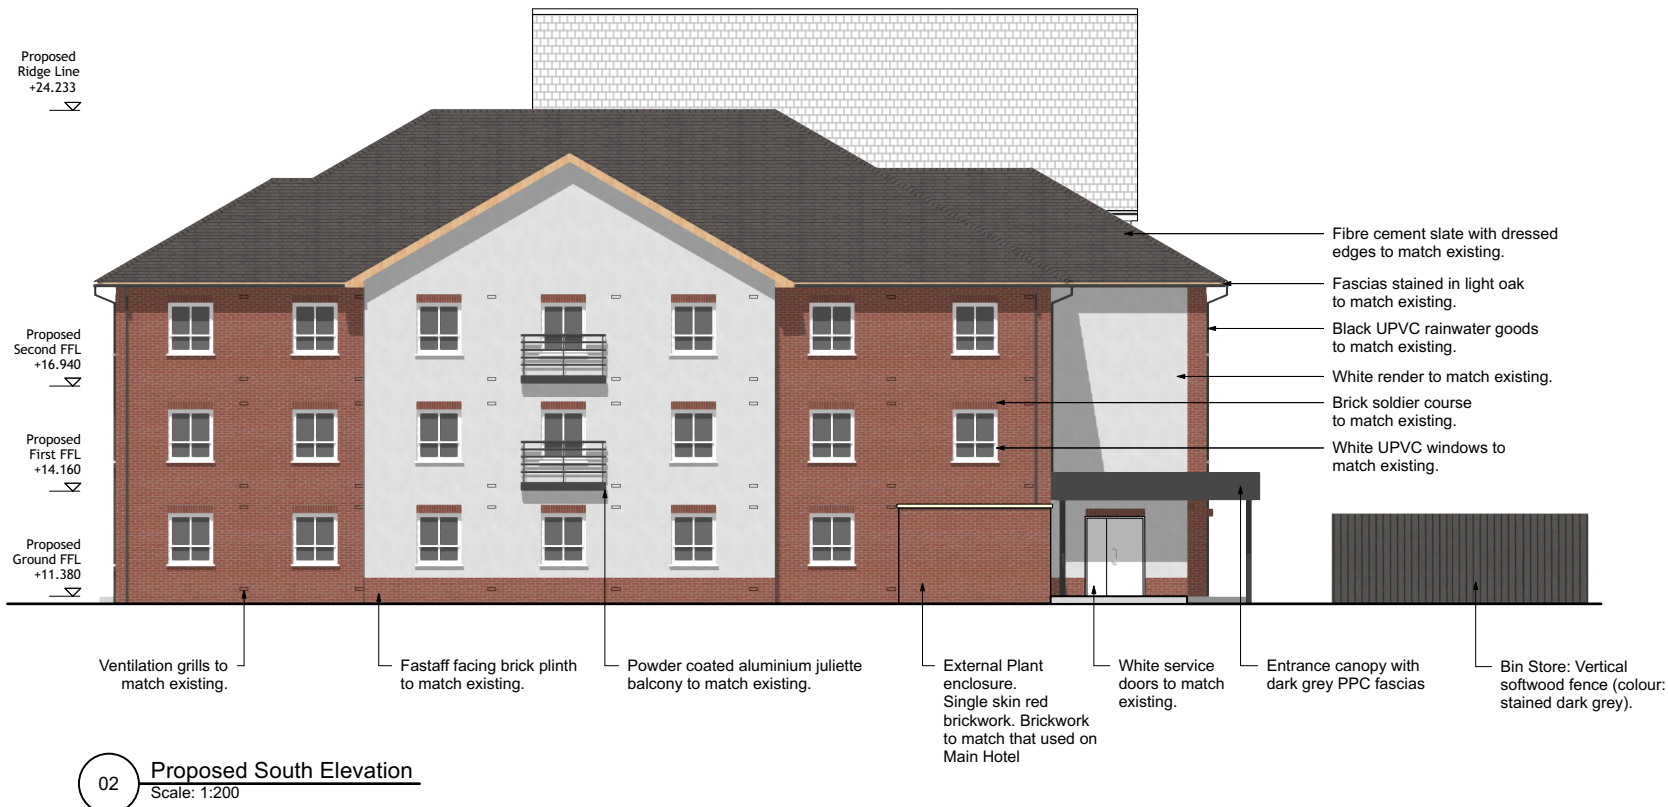 Proposed
Ridge Line
+24.233
Fibre cement slate with dressed
edges to match existing.
Fascias stained in light oak
to match existing.
Black UPVC rainwater goods
to match existing.
White render to match existing.
Brick soldier course
to match existing.
White UPVC windows to
match existing.
Proposed
Second FFL
+16.940
Proposed
First FFL
+14.160
Proposed
Ground FFL
+11.380
Ventilation grills to
match existing.
Fastaff facing brick plinth
to match existing.
Powder coated aluminium juliette
balcony to match existing.
External Plant
enclosure.
Single skin red
brickwork. Brickwork
to match that used on
Main Hotel
White service
doors to match
existing.
Entrance canopy with
dark grey PPC fascias
Bin Store: Vertical
softwood fence (colour:
stained dark grey).
02
Proposed South Elevation
Scale: 1:200